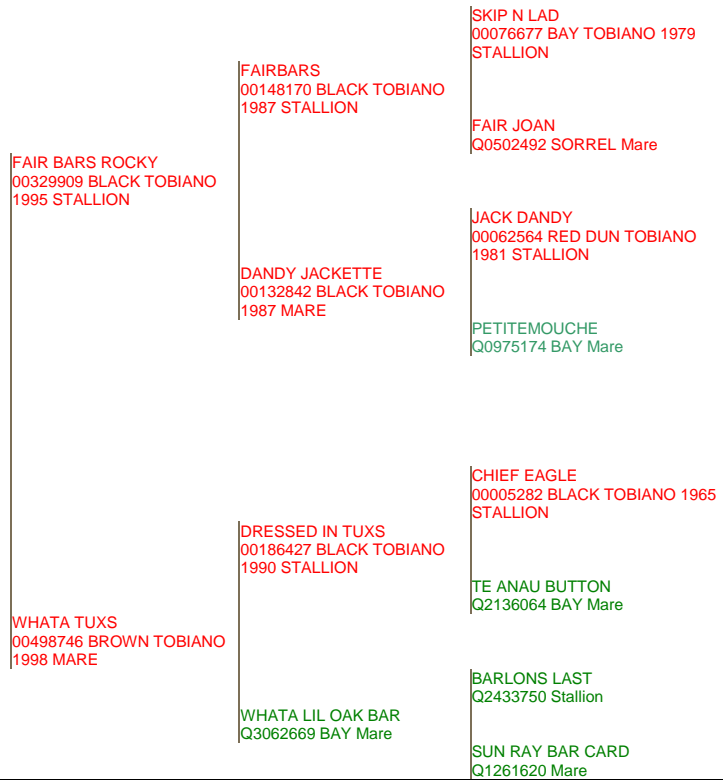 SKIP N LAD
00076677 BAY TOBIANO 1979
STALLION
FAIRBARS
00148170 BLACK TOBIANO
1987 STALLION
FAIR JOAN
Q0502492 SORREL Mare
FAIR BARS ROCKY
00329909 BLACK TOBIANO
1995 STALLION
JACK DANDY
00062564 RED DUN TOBIANO
1981 STALLION
DANDY JACKETTE
00132842 BLACK TOBIANO
1987 MARE
PETITEMOUCHE
Q0975174 BAY Mare
CHIEF EAGLE
00005282 BLACK TOBIANO 1965
STALLION
DRESSED IN TUXS
00186427 BLACK TOBIANO
1990 STALLION
TE ANAU BUTTON
Q2136064 BAY Mare
WHATA TUXS
00498746 BROWN TOBIANO
1998 MARE
BARLONS LAST
Q2433750 Stallion
WHATA LIL OAK BAR
Q3062669 BAY Mare
SUN RAY BAR CARD
Q1261620 Mare